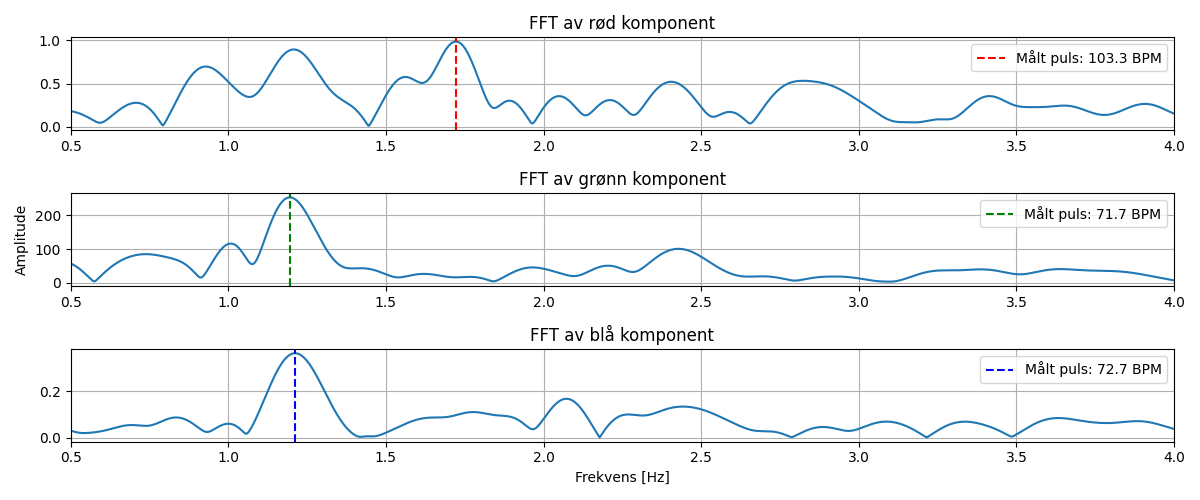 FFT av rød komponent
1.0
0.5
0.0
Målt puls: 103.3 BPM
0.5 1.0 1.5 2.0 2.5 3.0 3.5 4.0
FFT av grønn komponent
Amplitude
200
100
0
Målt puls: 71.7 BPM
0.5 1.0 1.5 2.0 2.5 3.0 3.5 4.0
FFT av blå komponent
0.2
0.0
Målt puls: 72.7 BPM
0.5 1.0 1.5 2.0 2.5 3.0 3.5 4.0
Frekvens [Hz]